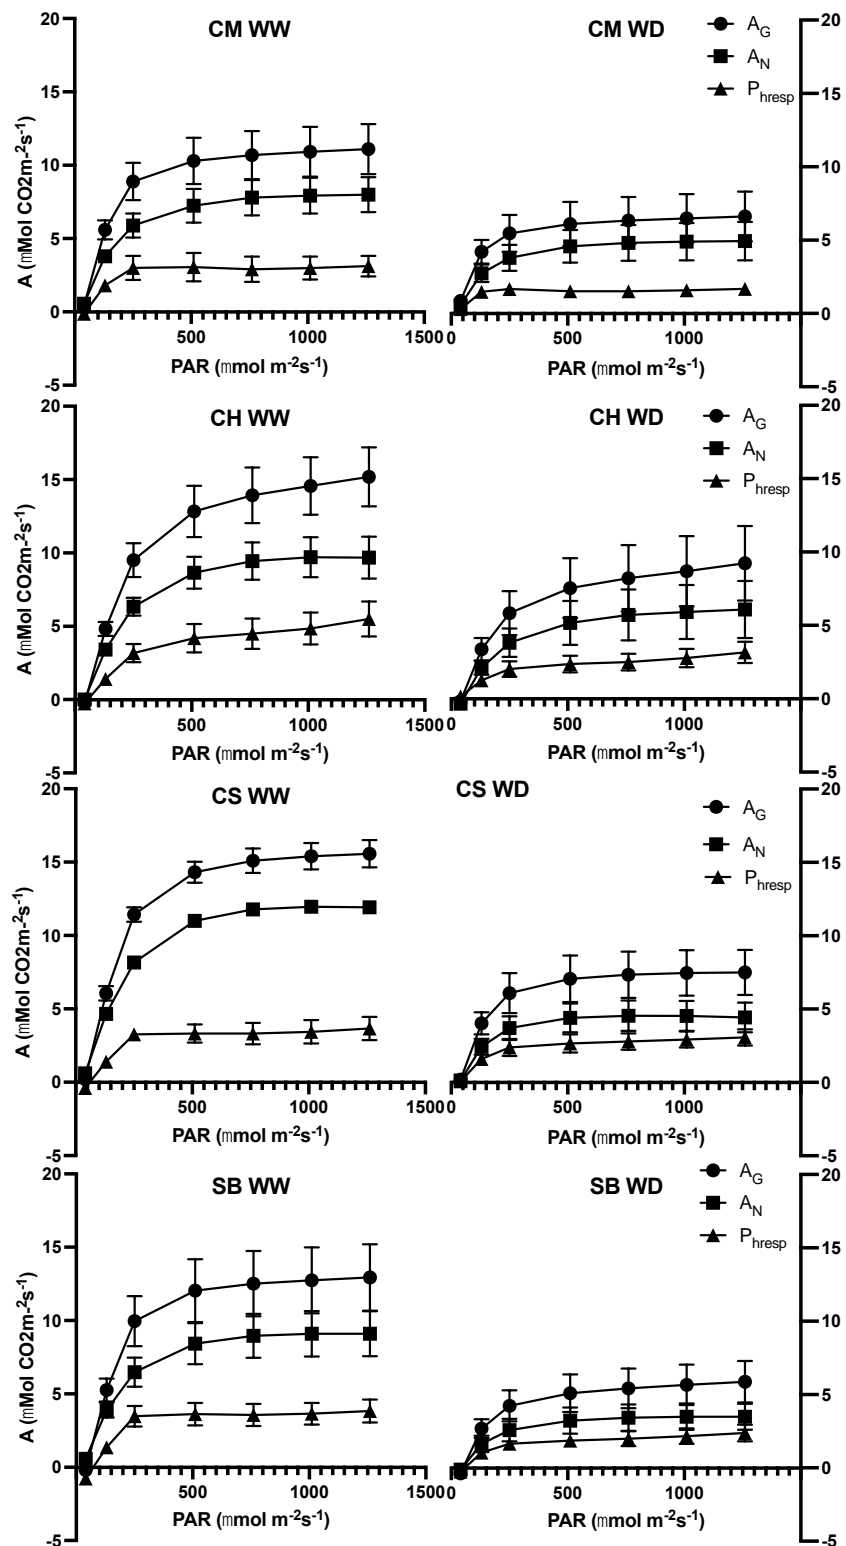 CM WW
CM WD
A_G
A_N
P_hresp
20
15
10
5
0
-5
A (mMol CO2m-²s-¹)
500
1000
1500
PAR (mmol m-²s-¹)
0
500
1000
PAR (mmol m-²s-¹)
20
15
10
5
0
-5
CH WW
CH WD
A_G
A_N
P_hresp
20
15
10
5
0
-5
A (mMol CO2m-²s-¹)
500
1000
1500
PAR (mmol m-²s-¹)
0
500
1000
PAR (mmol m-²s-¹)
20
15
10
5
0
-5
CS WW
CS WD
A_G
A_N
P_hresp
20
15
10
5
0
-5
A (mMol CO2m-²s-¹)
500
1000
1500
PAR (mmol m-²s-¹)
0
500
1000
PAR (mmol m-²s-¹)
20
15
10
5
0
-5
SB WW
SB WD
A_G
A_N
P_hresp
20
15
10
5
0
-5
A (mMol CO2m-²s-¹)
500
1000
1500
PAR (mmol m-²s-¹)
0
500
1000
PAR (mmol m-²s-¹)
20
15
10
5
0
-5